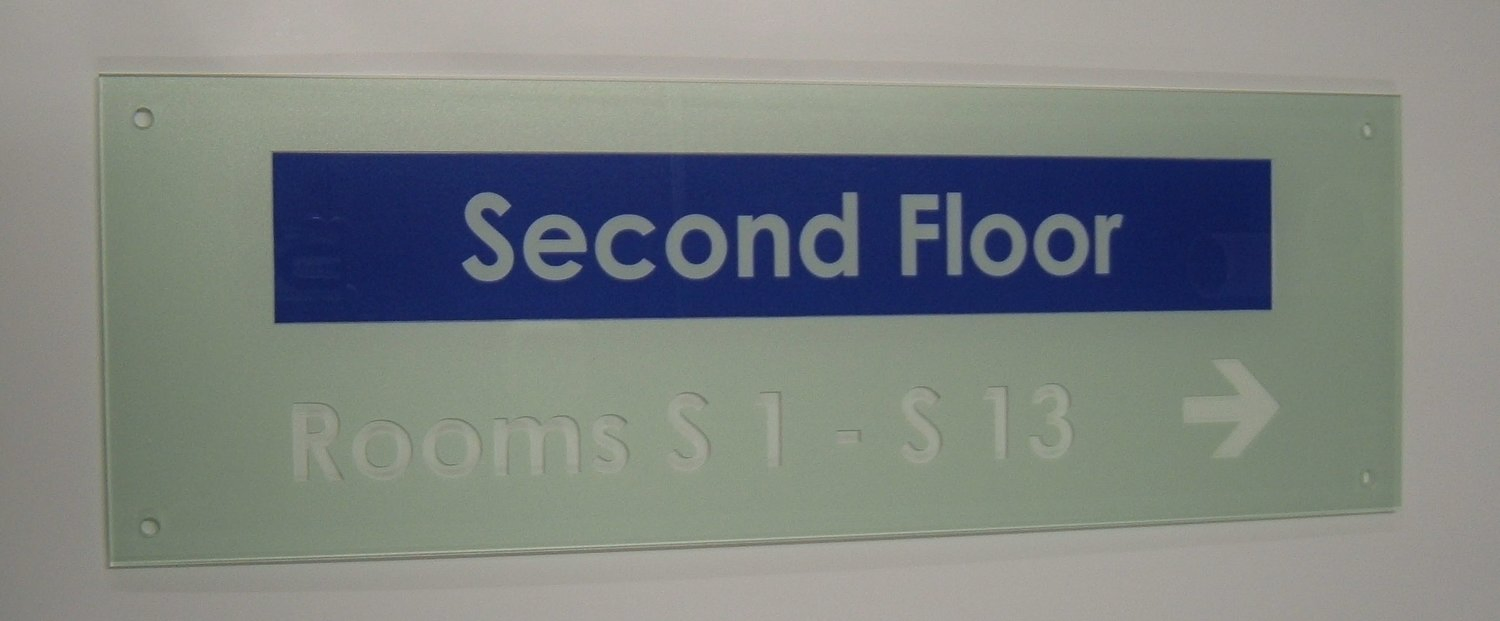 Second Floor
Rooms S 1 - S 13